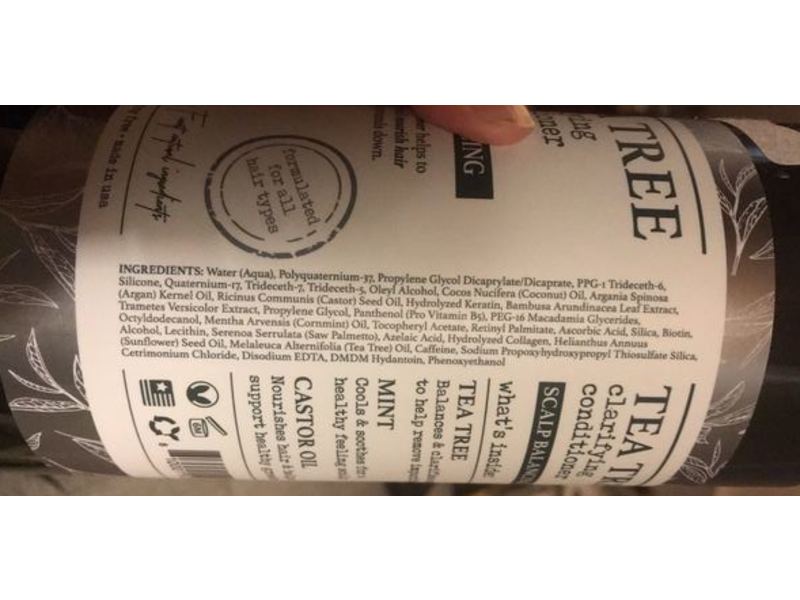 TREE
ING
formulated
for all
hair types
made in usa
INGREDIENTS: Water (Aqua), Polyquaternium-37, Propylene Glycol Dicaprylate/Dicaprate, PPG-1 Trideceth-6,
Silicone, Quaternium-17, Trideceth-7, Trideceth-5, Oleyl Alcohol, Cocos Nucifera (Coconut) Oil, Argania Spinosa
(Argan) Kernel Oil, Ricinus Communis (Castor) Seed Oil, Hydrolyzed Keratin, Bambusa Arundinacea Leaf Extract,
Trametes Versicolor Extract, Propylene Glycol, Panthenol (Pro Vitamin B5), PEG-16 Macadamia Glycerides,
Octyldodecanol, Mentha Arvensis (Cornmint) Oil, Tocopheryl Acetate, Retinyl Palmitate, Ascorbic Acid, Silica, Biotin,
Alcohol, Lecithin, Serenoa Serrulata (Saw Palmetto), Azelaic Acid, Hydrolyzed Collagen, Helianthus Annuus
(Sunflower) Seed Oil, Melaleuca Alternifolia (Tea Tree) Oil, Caffeine, Sodium Propoxyhydroxypropyl Thiosulfate Silica,
Cetrimonium Chloride, Disodium EDTA, DMDM Hydantoin, Phenoxyethanol
TEA TR
clarifying
conditioner
SCALP BALANC
what's inside
TEA TREE
Balances & clarifi
to help remove
MINT
Cools & soothes for
healthy feeling
CASTOR OIL
Nourishes hair &
support healthy